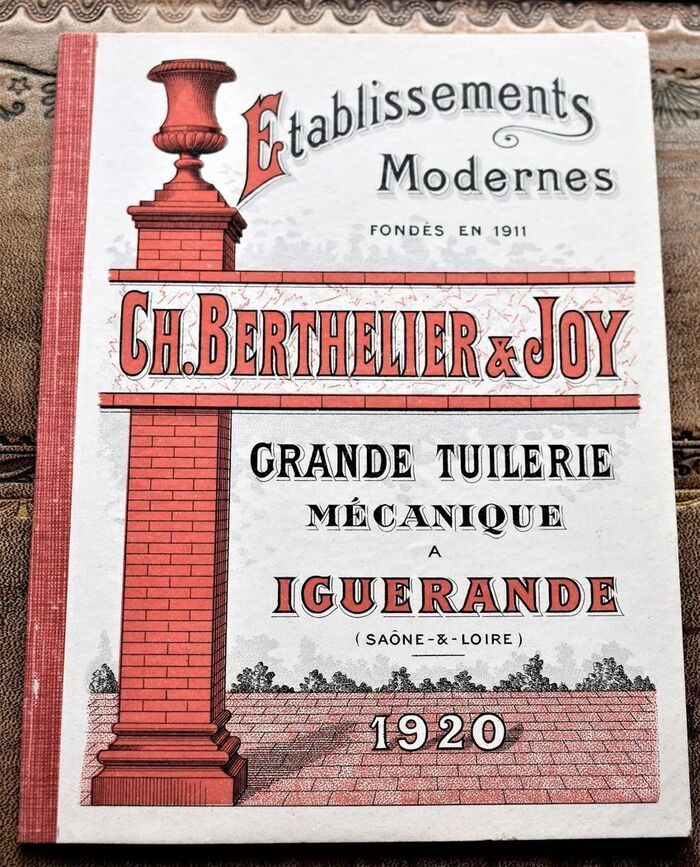 Etablissements
Modernes
FONDÉS EN 1911
CH. BERTHELIER & JOY
GRANDE TUILERIE
MÉCANIQUE
A
IGUERANDE
(SAÔNE-&-LOIRE)
1920